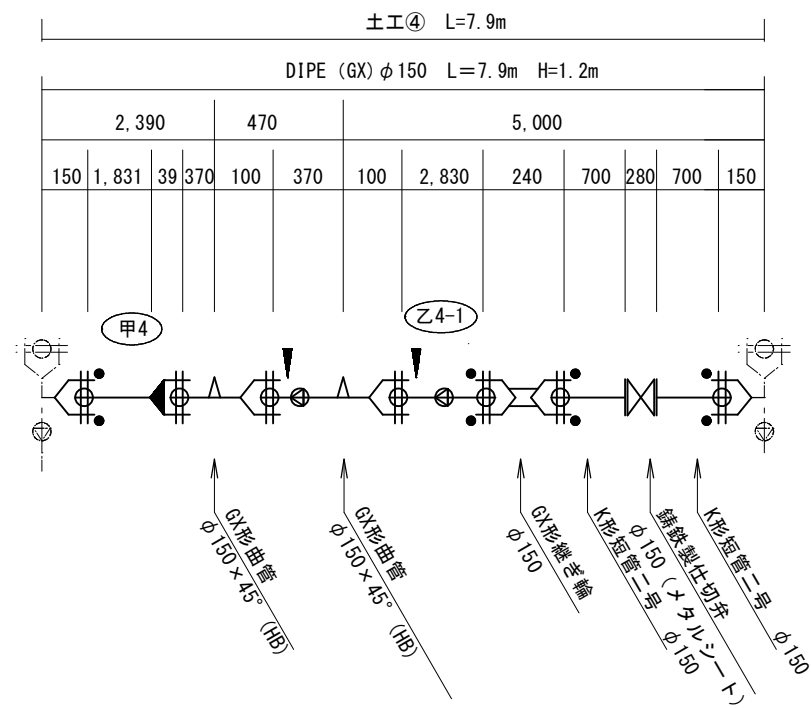 土工④ L=7.9m
DIPE (GX) φ150 L=7.9m H=1.2m
2,390 470 5,000
150 1,831 39 370 100 370 100 2,830 240 700 280 700 150
甲4
乙4-1
GX形曲管
φ150×45° (HB)
GX形曲管
φ150×45° (HB)
GX形継ぎ輪
φ150
K形短管二号
φ150
鋳鉄製仕切弁
φ150 (メタルシート)
K形短管二号
φ150